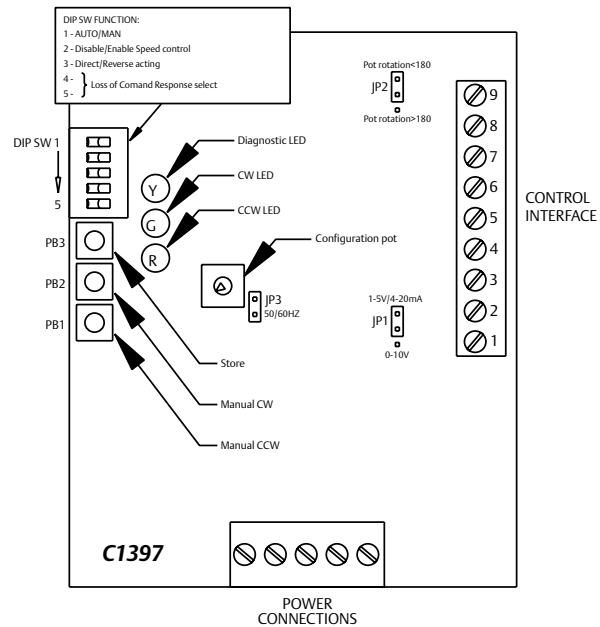 DIP SW FUNCTION:
1 - AUTO/MAN
2 - Disable/Enable Speed control
3 - Direct/Reverse acting
4 -
5 -
Loss of Comand Response select
Pot rotation<180
JP2
Pot rotation>180
9
8
7
6
5
4
3
2
1
CONTROL
INTERFACE
DIP SW 1
5
Diagnostic LED
Y
CW LED
G
CCW LED
R
PB3
PB2
PB1
Configuration pot
JP3
50/60HZ
1-5V/4-20mA
JP1
0-10V
Store
Manual CW
Manual CCW
C1397
POWER
CONNECTIONS